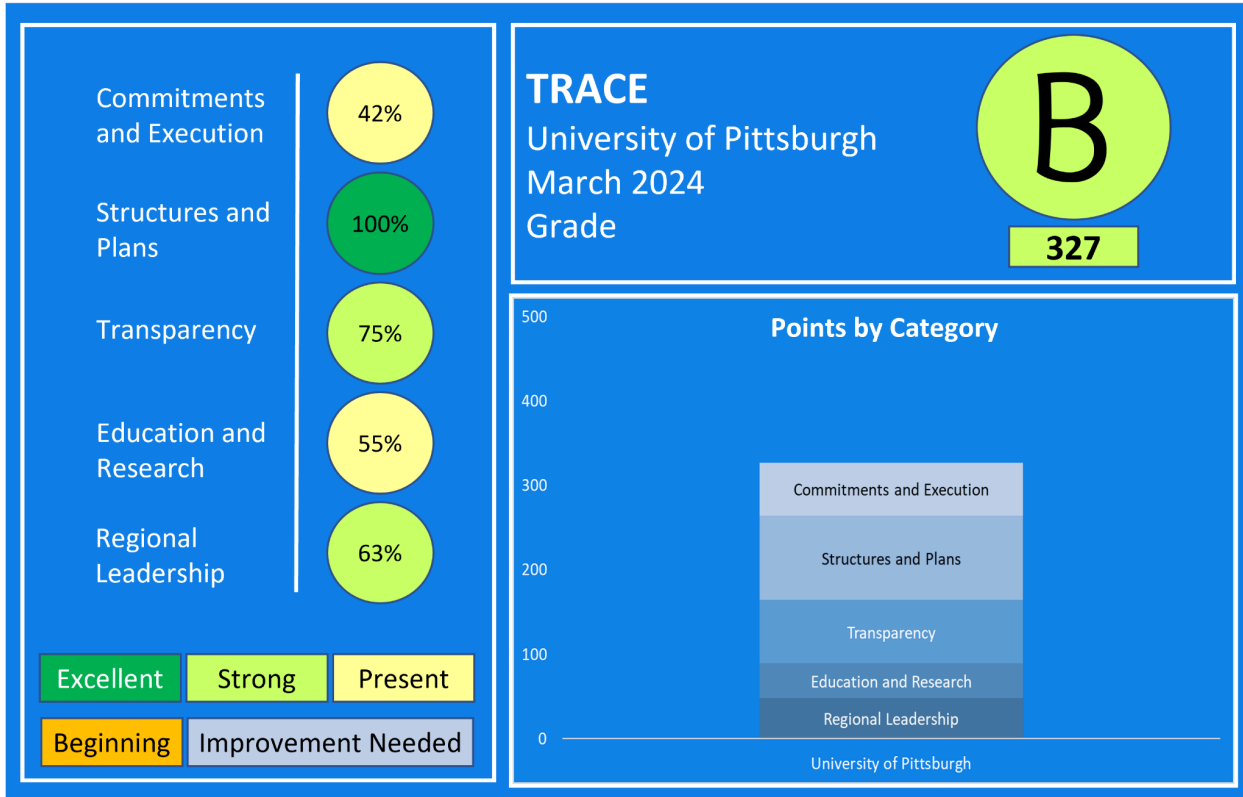 Commitments
and Execution
42%
Structures and
Plans
100%
Transparency
75%
Education and
Research
55%
Regional
Leadership
63%
Excellent
Strong
Present
Beginning
Improvement Needed
TRACE
University of Pittsburgh
March 2024
Grade
B
327
Points by Category
500
400
300
200
100
0
Commitments and Execution
Structures and Plans
Transparency
Education and Research
Regional Leadership
University of Pittsburgh